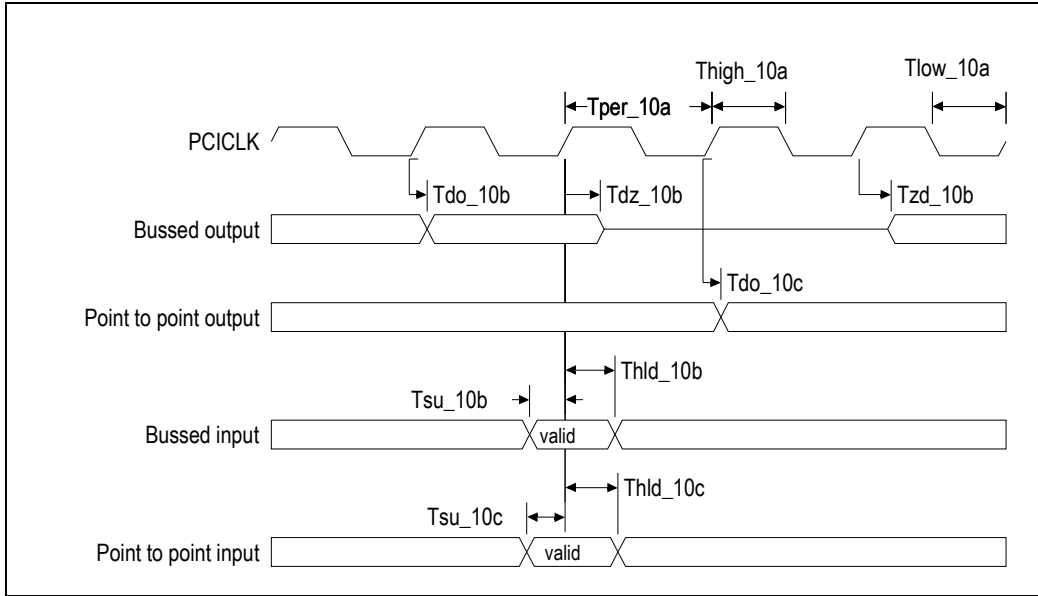 Thigh_10a
Tlow_10a
Tper_10a
PCICLK
Tdo_10b
Tdz_10b
Tzd_10b
Bussed output
Tdo_10c
Point to point output
Thld_10b
Tsu_10b
Bussed input
valid
Thld_10c
Tsu_10c
Point to point input
valid